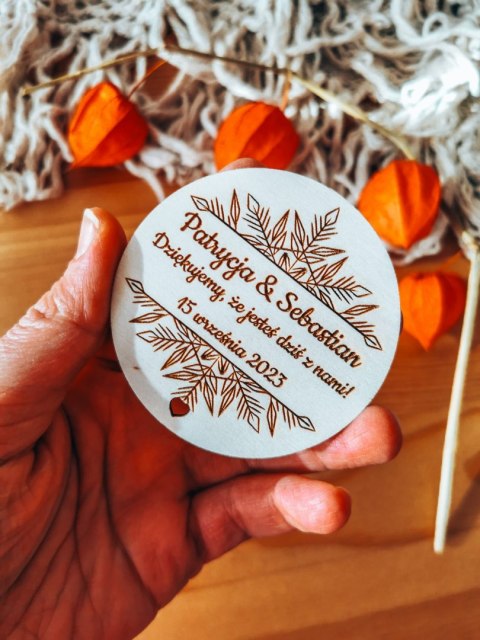 Patrycja & Sebastian
Dziękujemy, że jesteś dziś z nami!
15 września 2023